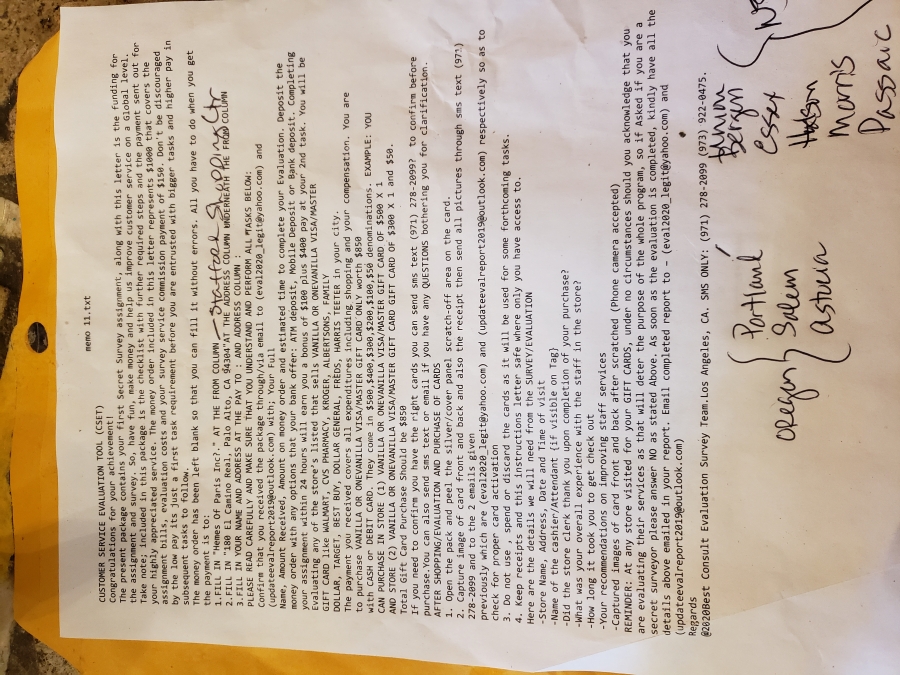 memo 11.txt
CUSTOMER SERVICE EVALUATION TOOL (CSET)
Congratulations for your achievement!
The present package contains your first Secret Survey assignment, along with this letter is the funding for
the assignment and survey. So, have fun, make money and help us improve customer service on a Global level.
Take note; included in this package is the checklist with further required steps and the payment sent out for
your highly appreciated service. The money order included in this letter represents $1000 that covers the
assignment bills, evaluation costs and your survey service commission payment of $150. Don't be discouraged
by the low pay its just a first task requirement before you are entrusted with bigger tasks and higher pay in
subsequent tasks to follow.
The money order has been left blank so that you can fill it without errors. All you have to do when you get
the payment is to:
1.FILL IN "Hemes Of Paris Inc?." AT THE FROM COLUMN - Stanford Shopping Ctr
2.FILL IN "180 El Camino Real, Palo Alto, CA 94304"AT THE ADDRESS COLUMN UNDERNEATH THE FROM COLUMN
3.FILL IN YOUR NAME AND ADDRESS AT THE PAY TO : AND ADDRESS COLUMN :
PLEASE READ CAREFULLY AND MAKE SURE THAT YOU UNDERSTAND AND PERFORM ALL TASKS BELOW:
Confirm that you received the package through/via email to (eval2020_legit@yahoo.com) and
(updateevalreport2019@outlook.com) with: Your Full
Name, Amount Received, Amount on money order and estimated time to complete your Evaluation. Deposit the
money order with any options that your bank offer: ATM deposit, Mobile Deposit or Bank deposit. Completing
your assignment within 24 hours will earn you a bonus of $100 plus $400 pay at your 2nd task. You will be
Evaluating any of the store's listed that sells VANILLA OR ONEVANILLA VISA/MASTER
GIFT CARD like WALMART, CVS PHARMACY, KROGER, ALBERTSONS, FAMILY
DOLLAR, TARGET, BEST BUY, DOLLAR GENERAL, FREDS, HARRIS TEETER in your city.
The payment you received covers all expenditures including shopping and your compensation. You are
to purchase VANILLA OR ONEVANILLA VISA/MASTER GIFT CARD ONLY worth $850
with CASH or DEBIT CARD. They come in $500,$400,$300,$200,$100,$50 denominations. EXAMPLE: YOU
CAN PURCHASE IN STORE (1) VANILLA OR ONEVANILLA VISA/MASTER GIFT CARD OF $500 X 1
AND STORE (2) VANILLA OR ONEVANILLA VISA/MASTER GIFT GIFT CARD OF $300 X 1 and $50.
Total Gift Card Purchase Should be $850
If you need to confirm you have the right cards you can send sms text (971) 278-2099? to confirm before
purchase.You can also send sms text or email if you have any QUESTIONS bothering you for clarification.
AFTER SHOPPING/EVALUATION AND PURCHASE OF CARDS
1. Open the pack and peel the silver/cover panel scratch-off area on the card.
2. Capture image of card front and back and also the receipt then send all pictures through sms text (971)
278-2099 and to the 2 emails given
previously which are (eval2020_legit@yahoo.com) and (updateevalreport2019@outlook.com) respectively so as to
check for proper card activation
3. Do not use , spend or discard the cards it will be used for some forthcoming tasks.
4. Keep receipts and this instructions letter safe where only you have access to.
Here are the details we will need from the SURVEY/EVALUATION
-Store Name, Address, Date and Time of visit
-Name of the cashier/Attendant (if visible on Tag)
-Did the store clerk thank you upon completion of your purchase?
-What was your overall experience with the staff in the store?
-How long it took you to get check out
-Your recommendations on improving staff services
-Captured images of card front and back after scratched (Phone camera accepted)
REMINDER: At any store visited for your GIFT CARDS, under no circumstances should you acknowledge that you
are evaluating their services as that will deter the purpose of the whole program, so if Asked if you are a
secret surveyor please answer NO as stated Above. As soon as the evaluation is completed, kindly have all the
details above emailed in your report. Email completed report to - (eval2020_legit@yahoo.com) and
(updateevalreport2019@outlook.com)
Regards
@2020Best Consult Evaluation Survey Team.Los Angeles, CA. SMS ONLY: (971) 278-2099 (973) 922-0475.
Oregon { Portland
Salem
Astoria
Union
Bergen
Essex
Hudson
Morris
Passaic
} NJ